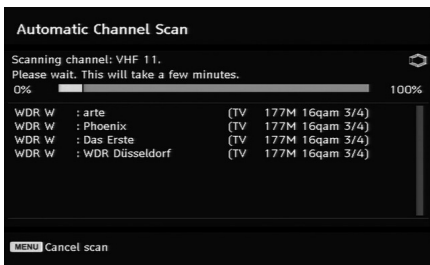 Automatic Channel Scan
Scanning channel: VHF 11.
Please wait. This will take a few minutes.
0% 100%
WDR W : arte (TV 177M 16qam 3/4)
WDR W : Phoenix (TV 177M 16qam 3/4)
WDR W : Das Erste (TV 177M 16qam 3/4)
WDR W : WDR Düsseldorf (TV 177M 16qam 3/4)
MENU Cancel scan